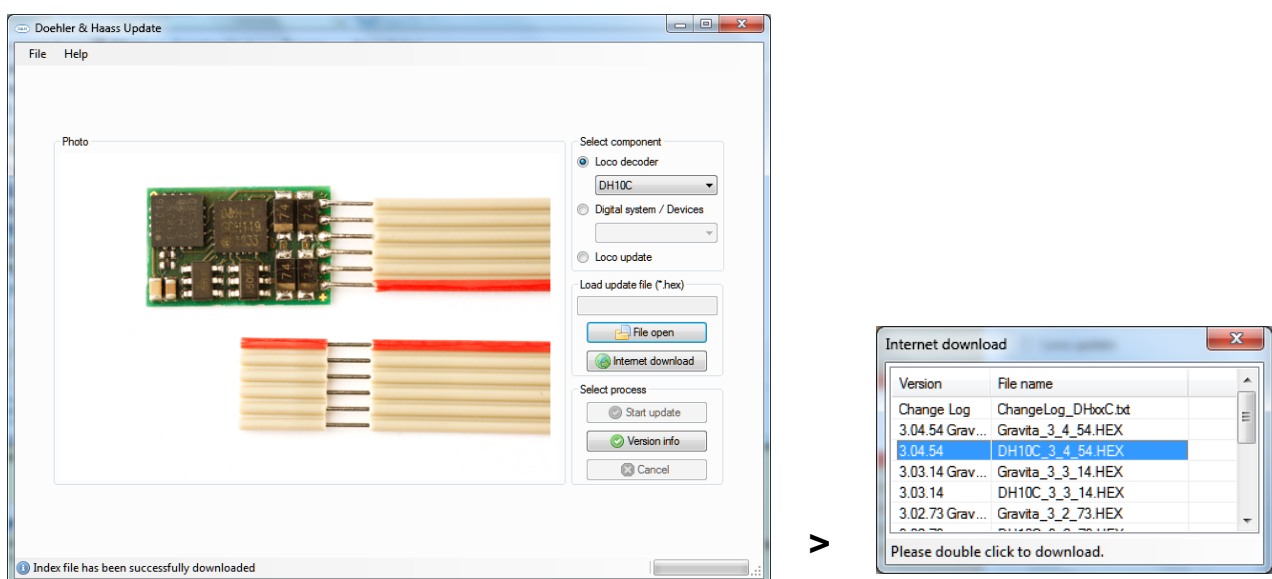 Doehler & Haass Update
File Help
Photo
Select component
Loco decoder
DH10C
Digital system / Devices
Loco update
Load update file (*.hex)
File open
Internet download
Select process
Start update
Version info
Cancel
Index file has been successfully downloaded
>
Internet download
Version File name
Change Log ChangeLog_DHxxC.txt
3.04.54 Grav... Gravita_3_4_54.HEX
3.04.54 DH10C_3_4_54.HEX
3.03.14 Grav... Gravita_3_3_14.HEX
3.03.14 DH10C_3_3_14.HEX
3.02.73 Grav... Gravita_3_2_73.HEX
Please double click to download.